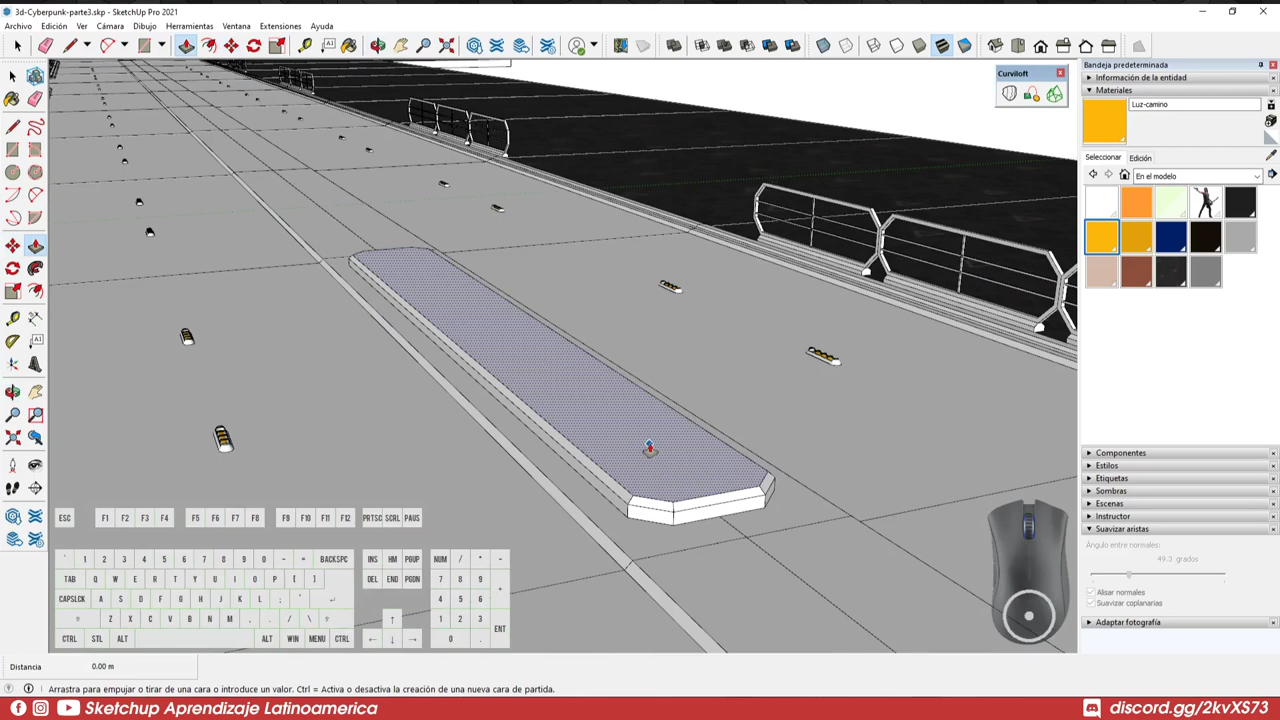 3d-Cyberpunk-parte3.skp - SketchUp Pro 2021
Archivo Edición Ver Cámara Dibujo Herramientas Ventana Extensiones Ayuda
Bandeja predeterminada
Curviloft
Información de la entidad
Materiales
Luz-camino
Seleccionar Edición
En el modelo
Componentes
Estilos
Etiquetas
Sombras
Escenas
Instructor
Suavizar aristas
Ángulo entre normales:
49.3 grados
Alisar normales
Suavizar coplanarias
Adaptar fotografía
ESC F1 F2 F3 F4 F5 F6 F7 F8 F9 F10 F11 F12 PRTSC SCRL PAUS
` 1 2 3 4 5 6 7 8 9 0 - = BACKSPC INS HM PGUP NUM / * -
TAB Q W E R T Y U I O P [ ] DEL END PGDN 7 8 9
CAPSLCK A S D F G H J K L ; ' 4 5 6 +
Z X C V B N M , . / \ 1 2 3
CTRL STL ALT ALT WIN MENU CTRL 0 . ENT
Distancia 0.00 m
Arrastra para empujar o tirar de una cara o introduce un valor. Ctrl = Activa o desactiva la creación de una nueva cara de partida.
Sketchup Aprendizaje Latinoamerica
discord.gg/2kvXS73